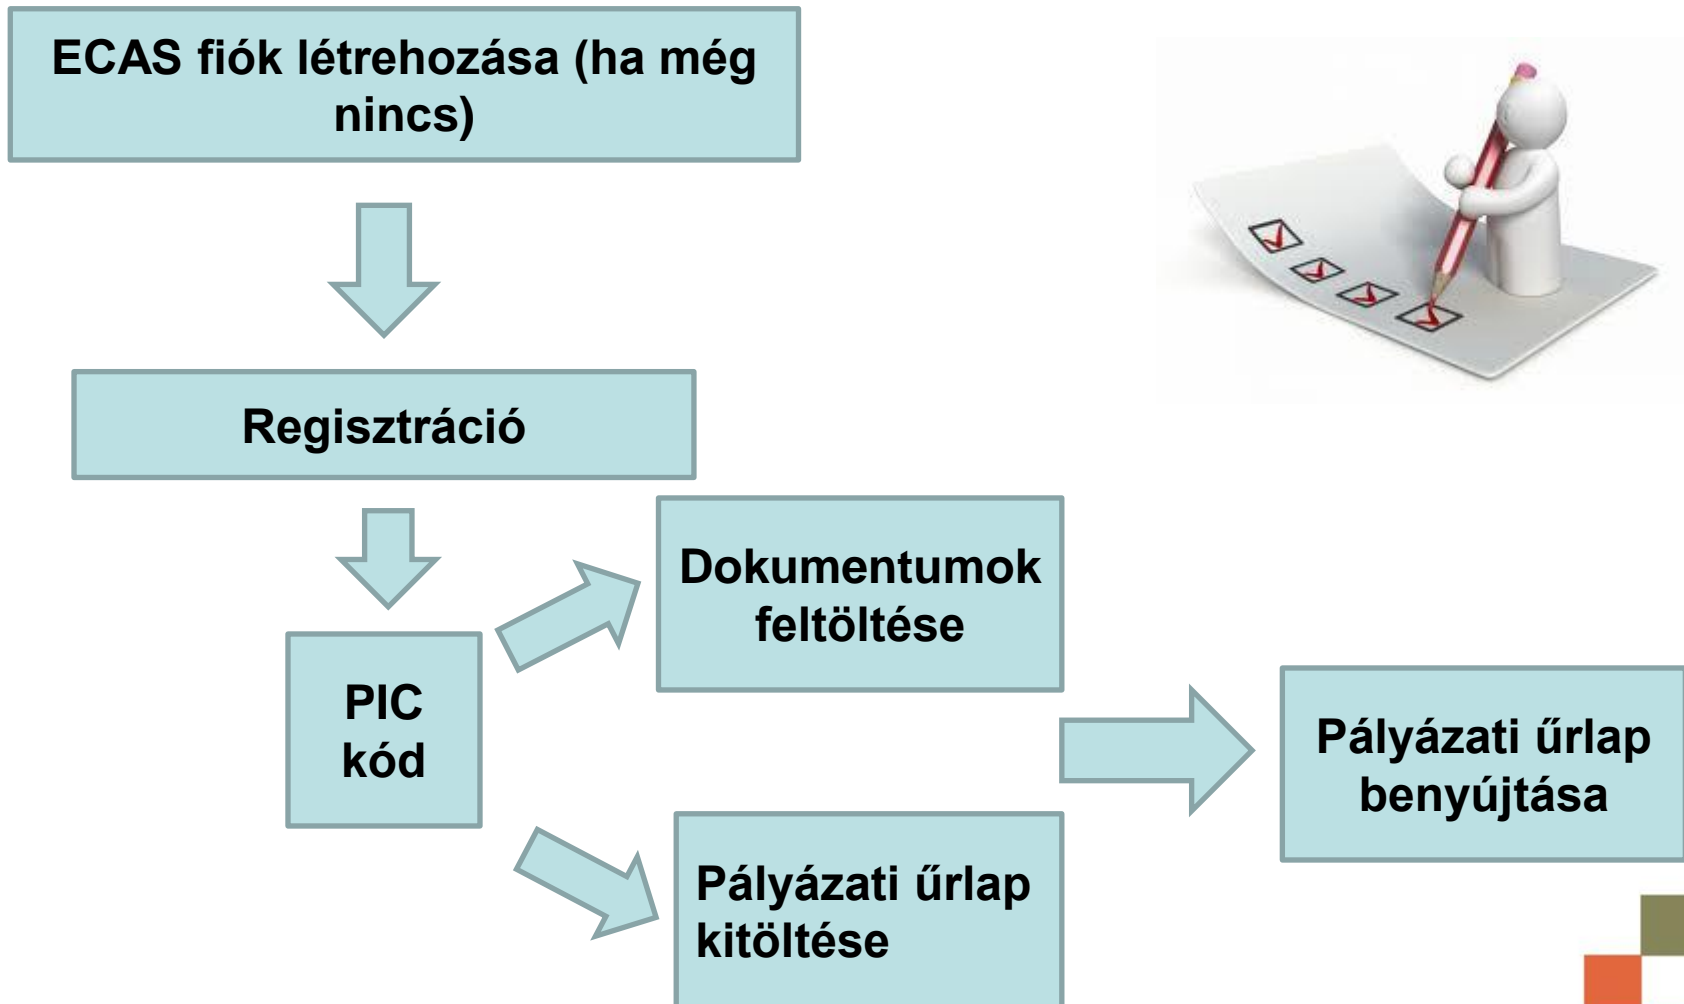 ECAS fiók létrehozása (ha még
nincs)
Regisztráció
Dokumentumok
feltöltése
PIC
kód
Pályázati űrlap
benyújtása
Pályázati űrlap
kitöltése